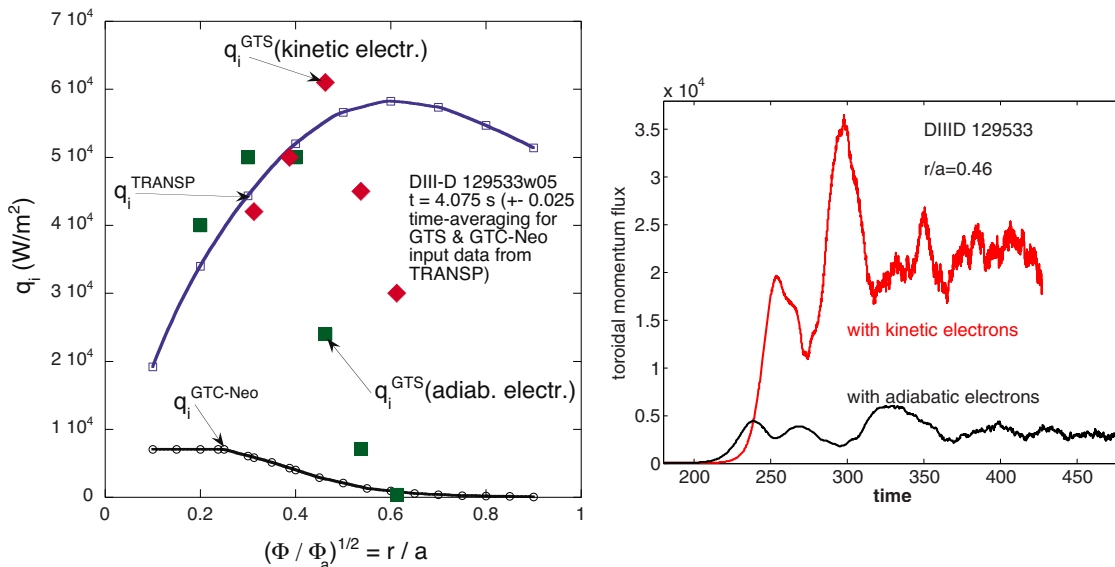 7 10⁴
6 10⁴
5 10⁴
4 10⁴
3 10⁴
2 10⁴
1 10⁴
0
q_i (W/m²)
q_i^GTS(kinetic electr.)
q_i^TRANSP
DIII-D 129533w05
t = 4.075 s (+- 0.025
time-averaging for
GTS & GTC-Neo
input data from
TRANSP)
q_i^GTS(adiab. electr.)
q_i^GTC-Neo
0 0.2 0.4 0.6 0.8 1
(Φ / Φ_a)^1/2 = r / a
x 10⁴
3.5
3
2.5
2
1.5
1
0.5
0
toroidal momentum flux
DIIID 129533
r/a=0.46
with kinetic electrons
with adiabatic electrons
200 250 300 350 400 450
time